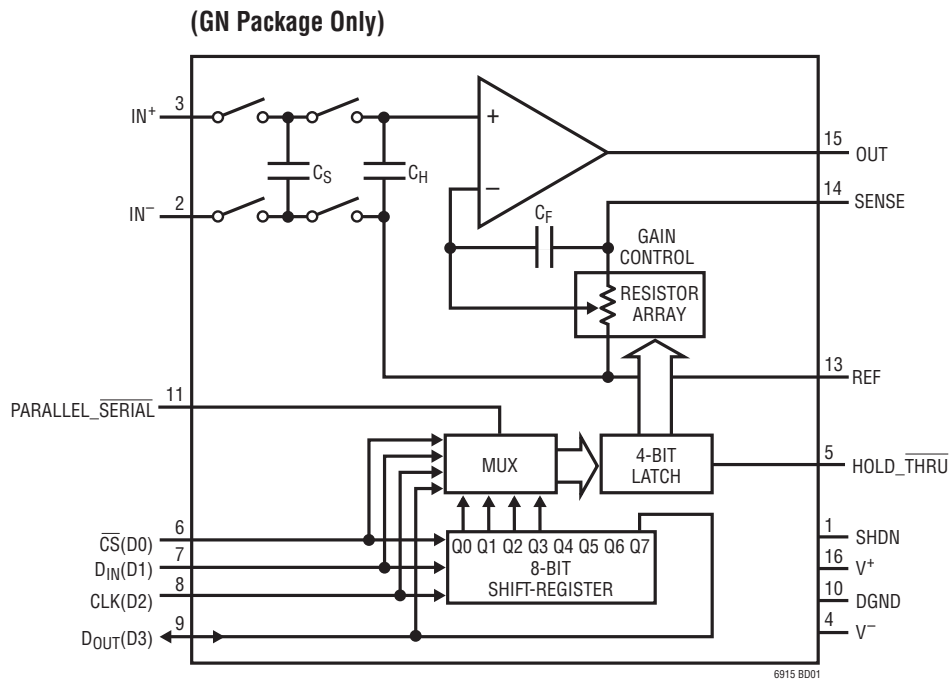 (GN Package Only)
IN+ 3
IN− 2
CS
CH
+
−
CF
15 OUT
14 SENSE
GAIN
CONTROL
RESISTOR
ARRAY
13 REF
PARALLEL_SERIAL 11
MUX
4-BIT
LATCH
5 HOLD_THRU
CS(D0) 6
DIN(D1) 7
CLK(D2) 8
DOUT(D3) 9
Q0 Q1 Q2 Q3 Q4 Q5 Q6 Q7
8-BIT
SHIFT-REGISTER
1 SHDN
16 V+
10 DGND
4 V−
6915 BD01